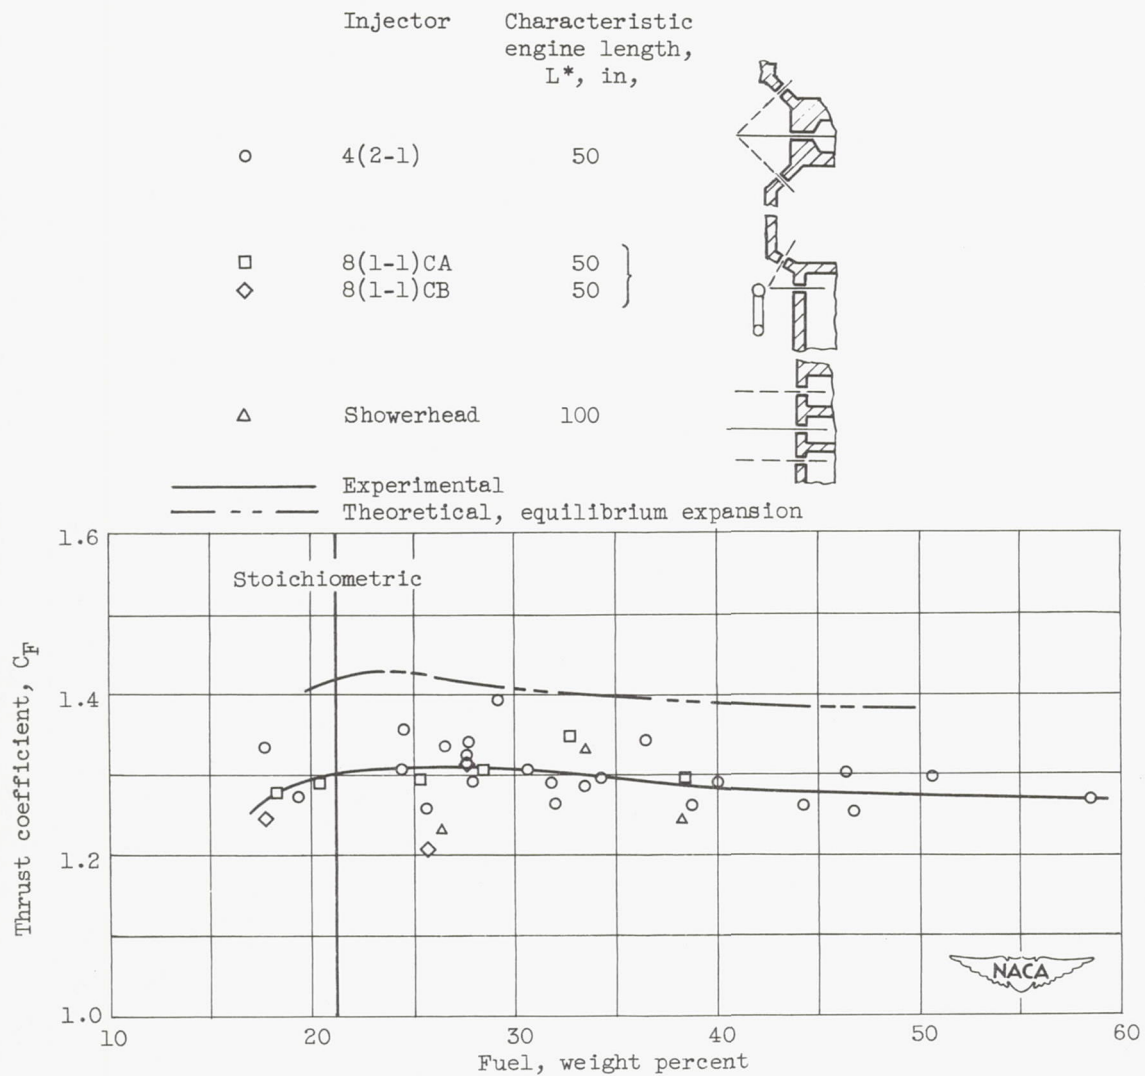 Injector Characteristic
engine length,
L*, in,
4(2-1) 50
8(1-1)CA 50
8(1-1)CB 50
Showerhead 100
Experimental
Theoretical, equilibrium expansion
1.6
Stoichiometric
1.4
1.2
1.0
Thrust coefficient, C_F
NACA
10 20 30 40 50 60
Fuel, weight percent